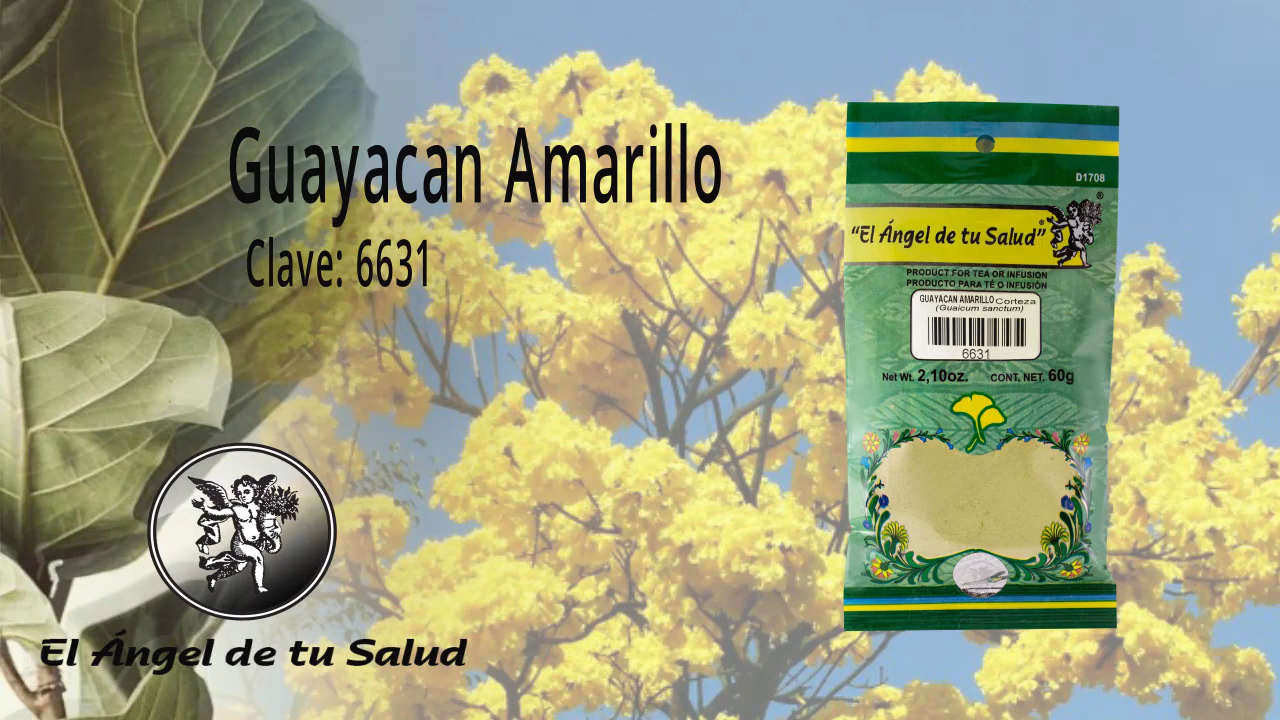 Guayacan Amarillo
Clave: 6631
El Ángel de tu Salud
D1708
®
“El Ángel de tu Salud”®
PRODUCT FOR TEA OR INFUSION
PRODUCTO PARA TÉ O INFUSIÓN
GUAYACAN AMARILLO Corteza
(Guaicum sanctum)
6631
Net Wt. 2,10oz. CONT. NET. 60g